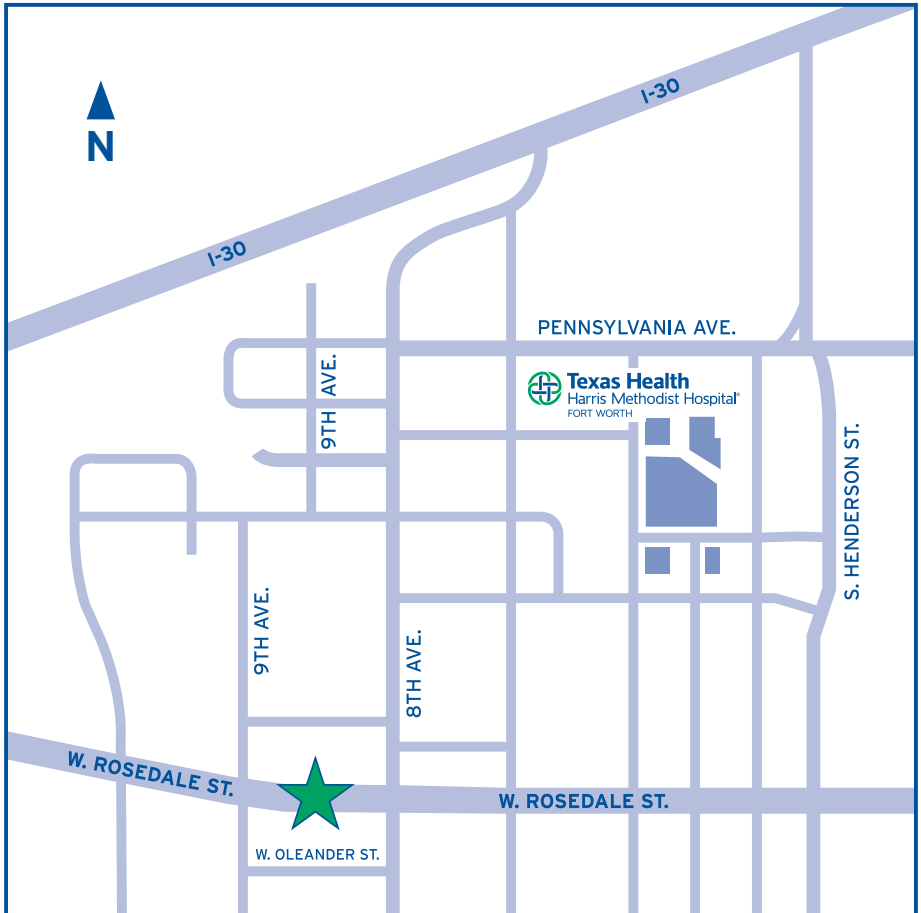 I-30
N
I-30
PENNSYLVANIA AVE.
9TH AVE.
Texas Health
Harris Methodist Hospital®
FORT WORTH
S. HENDERSON ST.
9TH AVE.
8TH AVE.
W. ROSEDALE ST.
W. ROSEDALE ST.
W. OLEANDER ST.